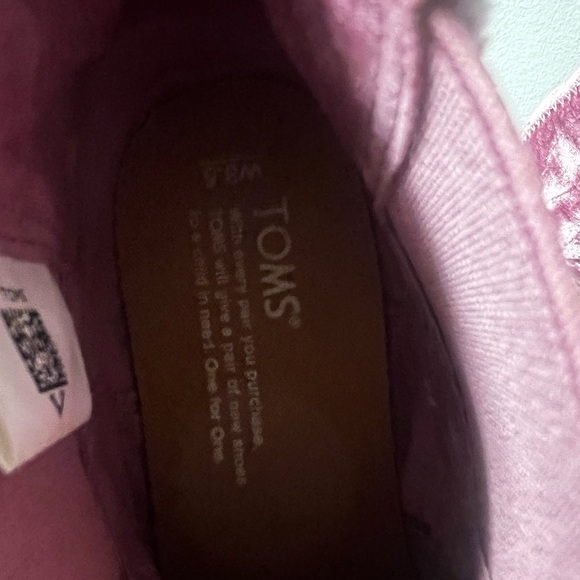 TOMS®
With every pair you purchase,
TOMS will give a pair of new shoes
to a child in need. One for One.